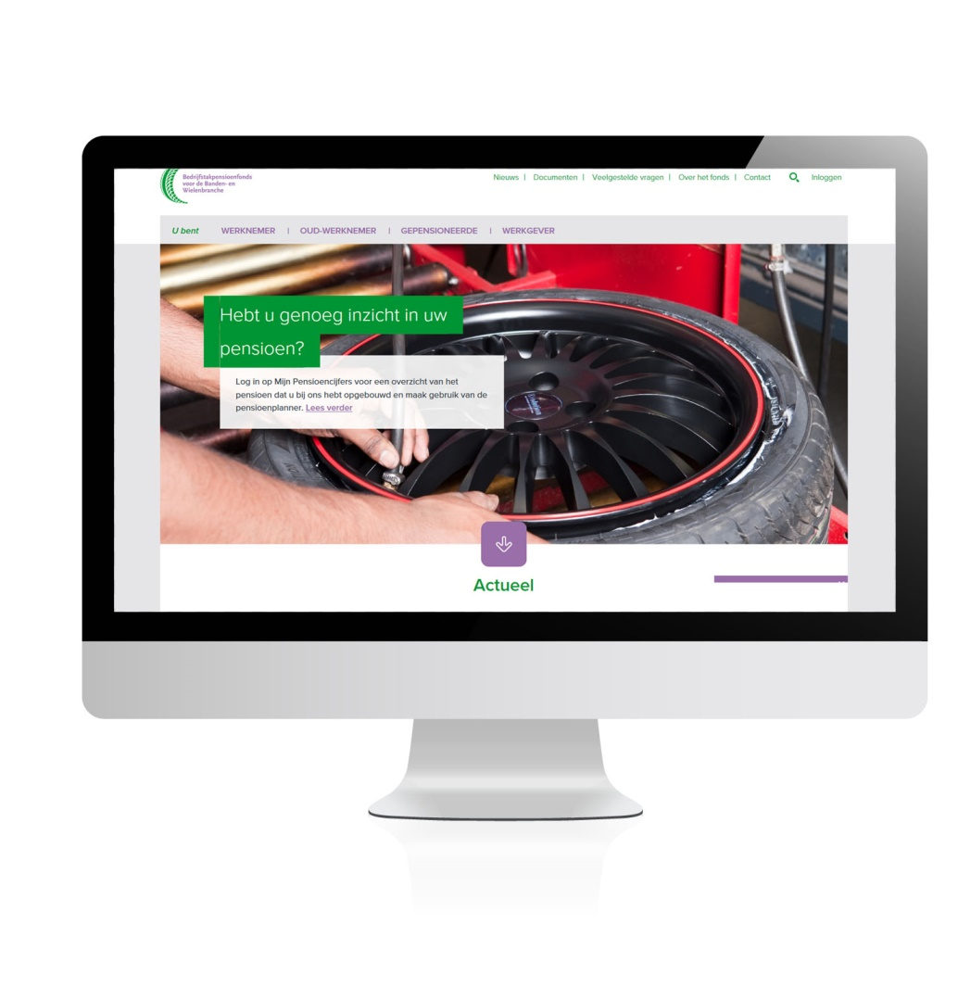 Bedrijfstakpensioenfonds
voor de Banden- en
Wielenbranche
Nieuws | Documenten | Veelgestelde vragen | Over het fonds | Contact Inloggen
U bent WERKNEMER | OUD-WERKNEMER | GEPENSIONEERDE | WERKGEVER
Hebt u genoeg inzicht in uw
pensioen?
Log in op Mijn Pensioencijfers voor een overzicht van het
pensioen dat u bij ons hebt opgebouwd en maak gebruik van de
pensioenplanner. Lees verder
Actueel